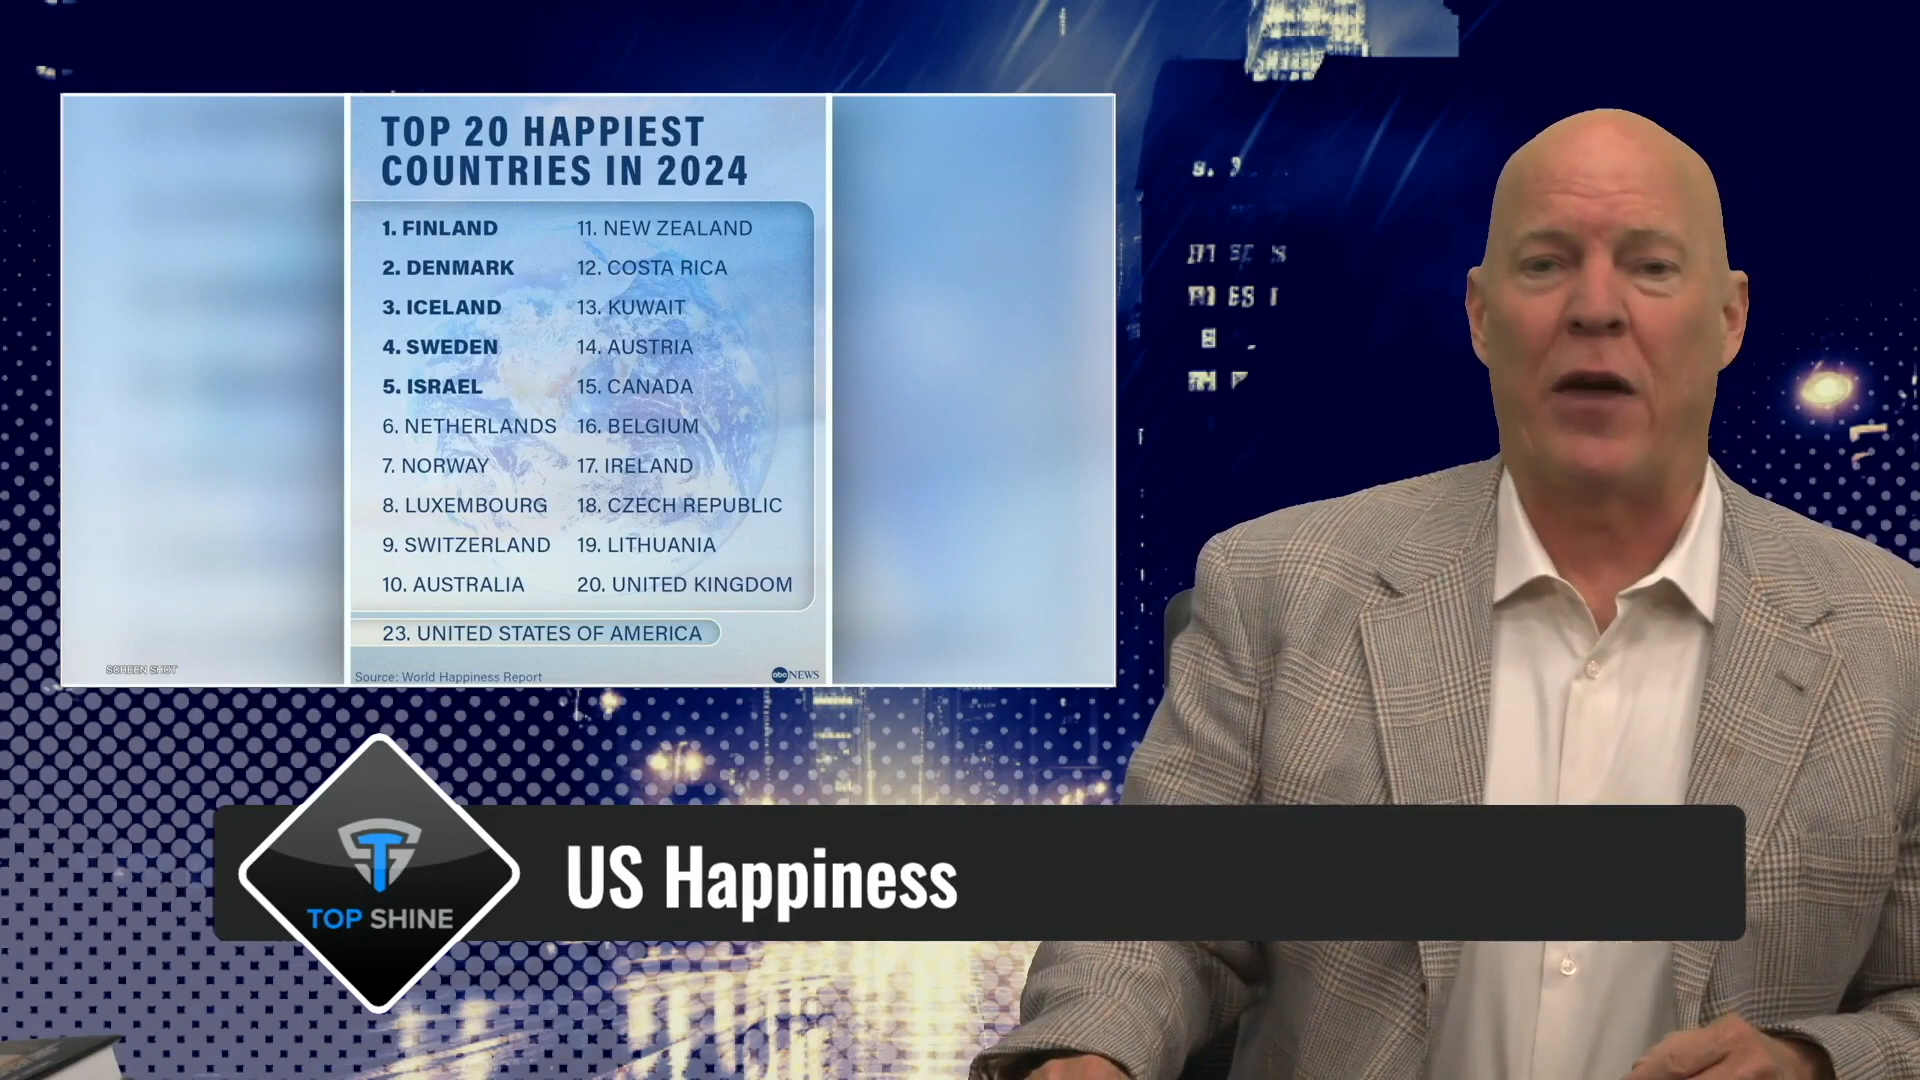 TOP 20 HAPPIEST
COUNTRIES IN 2024
1. FINLAND
2. DENMARK
3. ICELAND
4. SWEDEN
5. ISRAEL
6. NETHERLANDS
7. NORWAY
8. LUXEMBOURG
9. SWITZERLAND
10. AUSTRALIA
11. NEW ZEALAND
12. COSTA RICA
13. KUWAIT
14. AUSTRIA
15. CANADA
16. BELGIUM
17. IRELAND
18. CZECH REPUBLIC
19. LITHUANIA
20. UNITED KINGDOM
23. UNITED STATES OF AMERICA
SCREEN SHOT
Source: World Happiness Report
abc NEWS
TOP SHINE
US Happiness